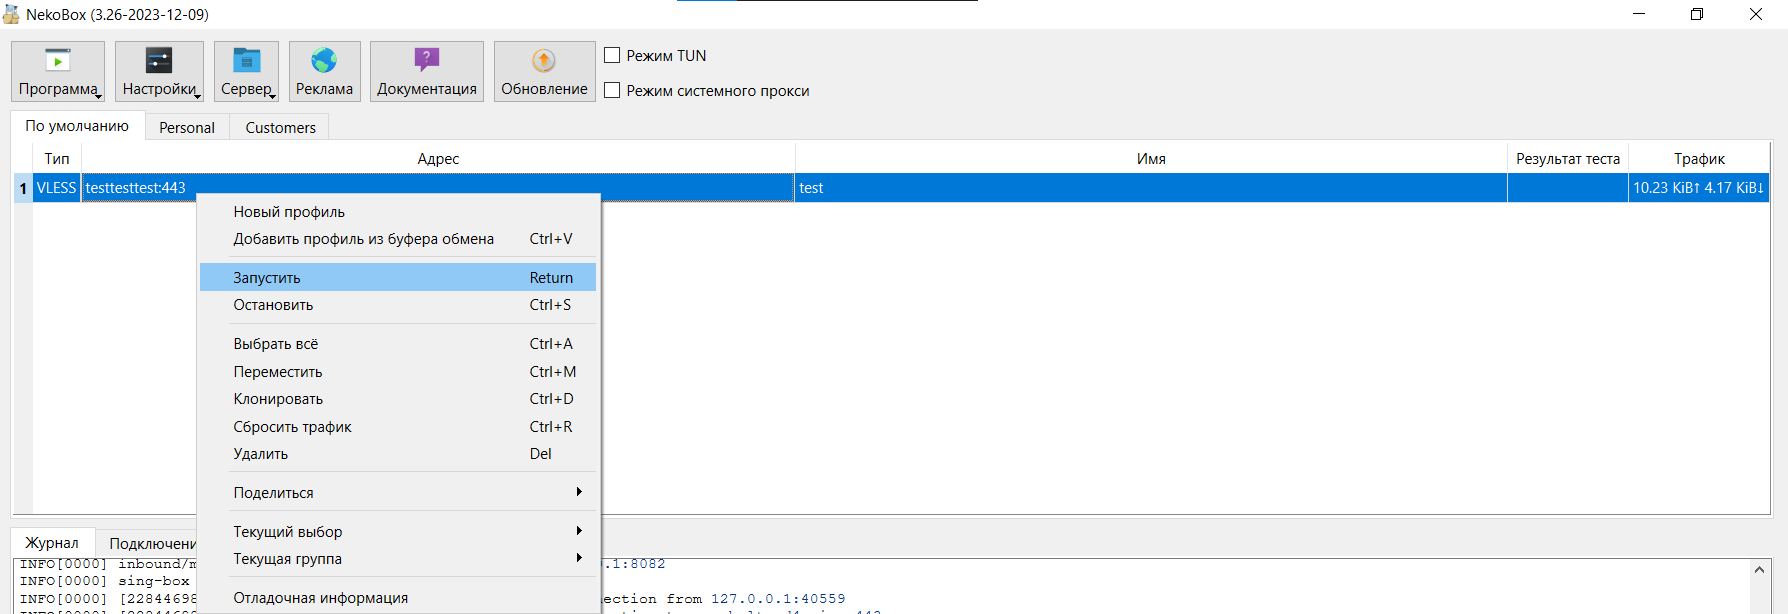 NekoBox (3.26-2023-12-09)
Программа Настройки Сервер Реклама Документация Обновление
Режим TUN
Режим системного прокси
По умолчанию Personal Customers
Тип Адрес Имя Результат теста Трафик
1 VLESS testtesttest:443 test 10.23 KiB↑ 4.17 KiB↓
Новый профиль
Добавить профиль из буфера обмена Ctrl+V
Запустить Return
Остановить Ctrl+S
Выбрать всё Ctrl+A
Переместить Ctrl+M
Клонировать Ctrl+D
Сбросить трафик Ctrl+R
Удалить Del
Поделиться
Текущий выбор
Текущая группа
Отладочная информация
Журнал Подключени
INFO[0000] inbound/m .1:8082
INFO[0000] sing-box
INFO[0000] [22844698 ection from 127.0.0.1:40559